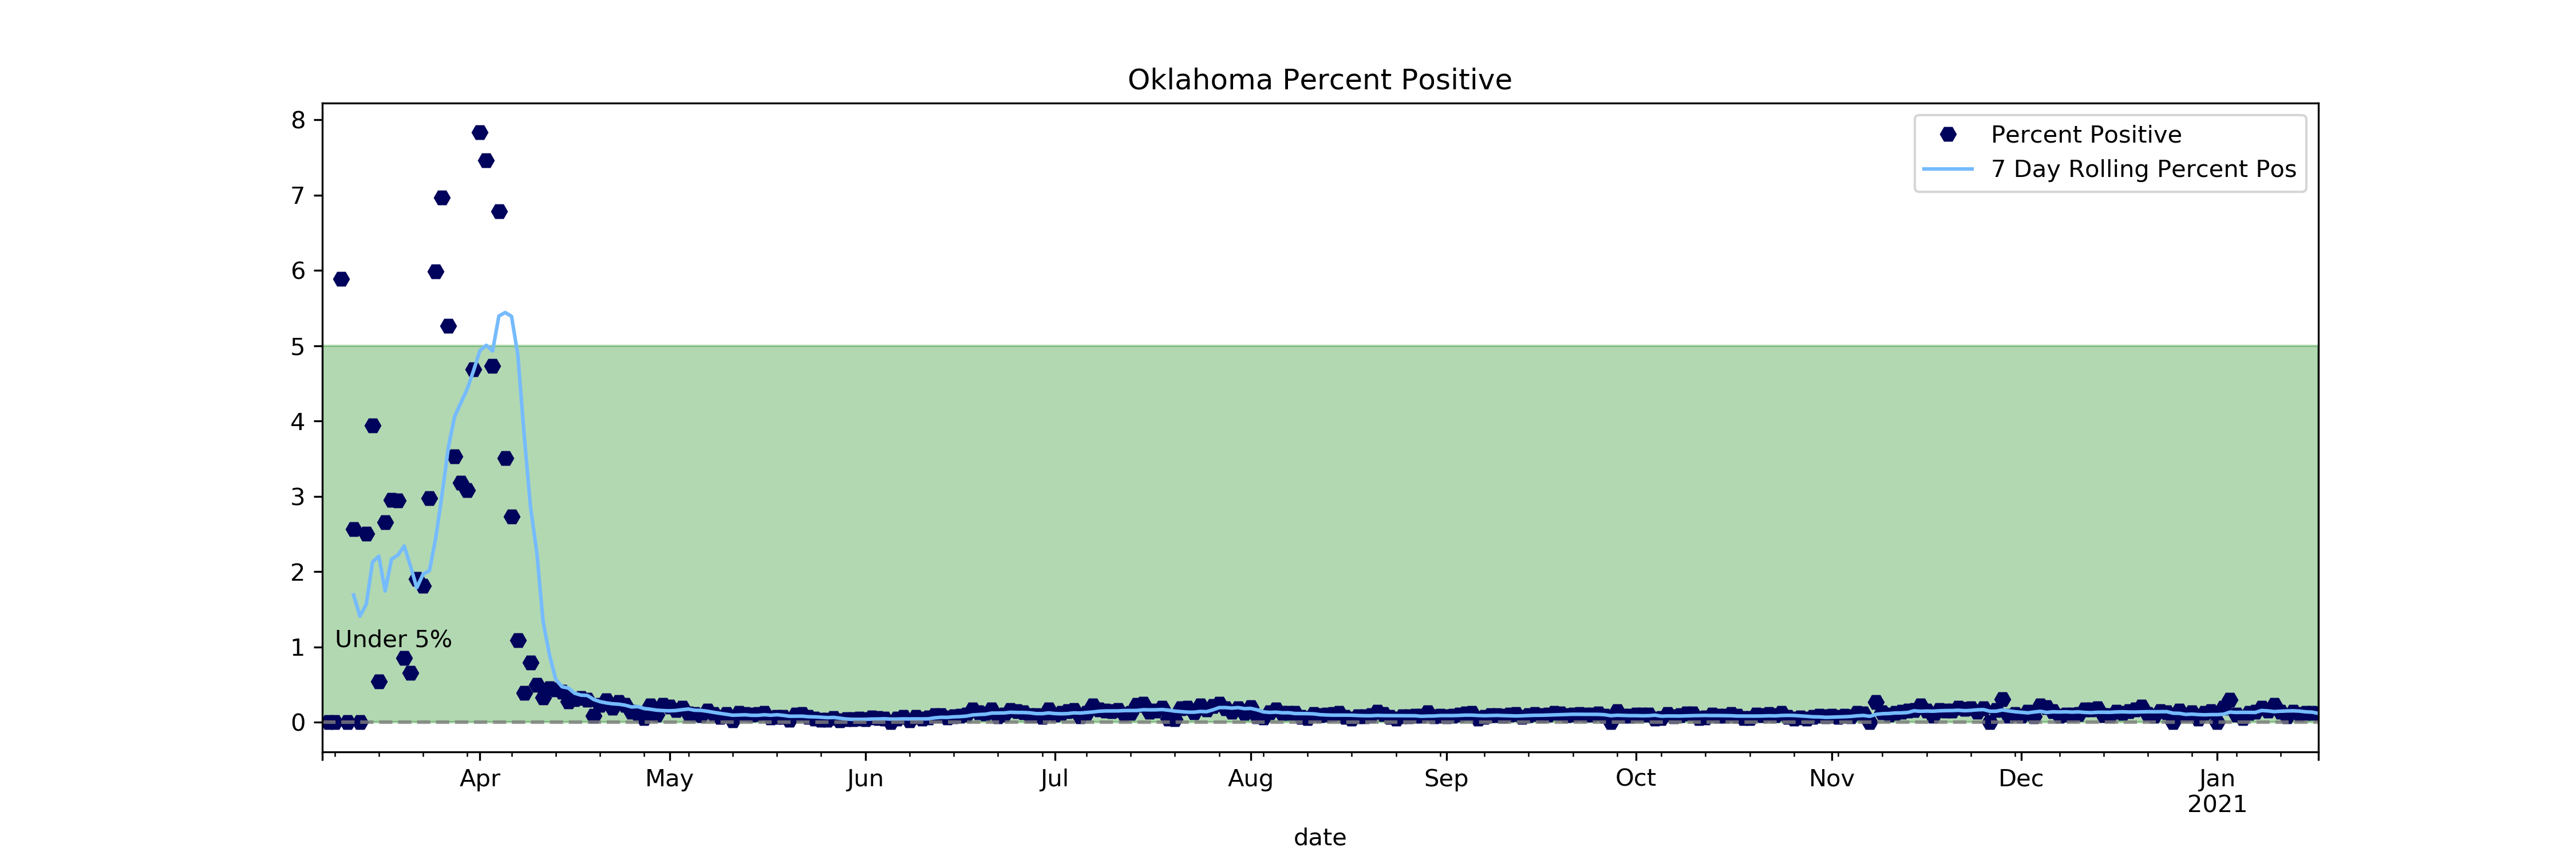 Oklahoma Percent Positive
8
7
6
5
4
3
2
1
0
Percent Positive
7 Day Rolling Percent Pos
Under 5%
Apr
May
Jun
Jul
Aug
Sep
Oct
Nov
Dec
Jan
2021
date